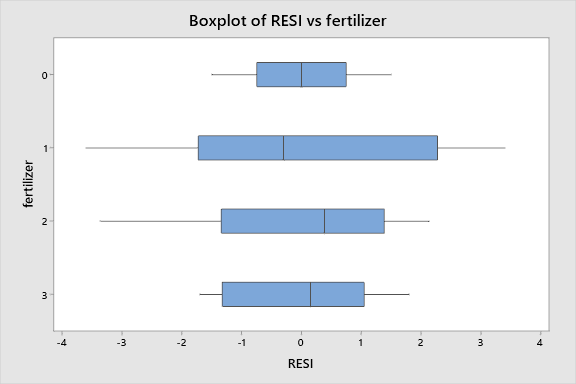 Boxplot of RESI vs fertilizer
fertilizer
0
1
2
3
-4 -3 -2 -1 0 1 2 3 4
RESI